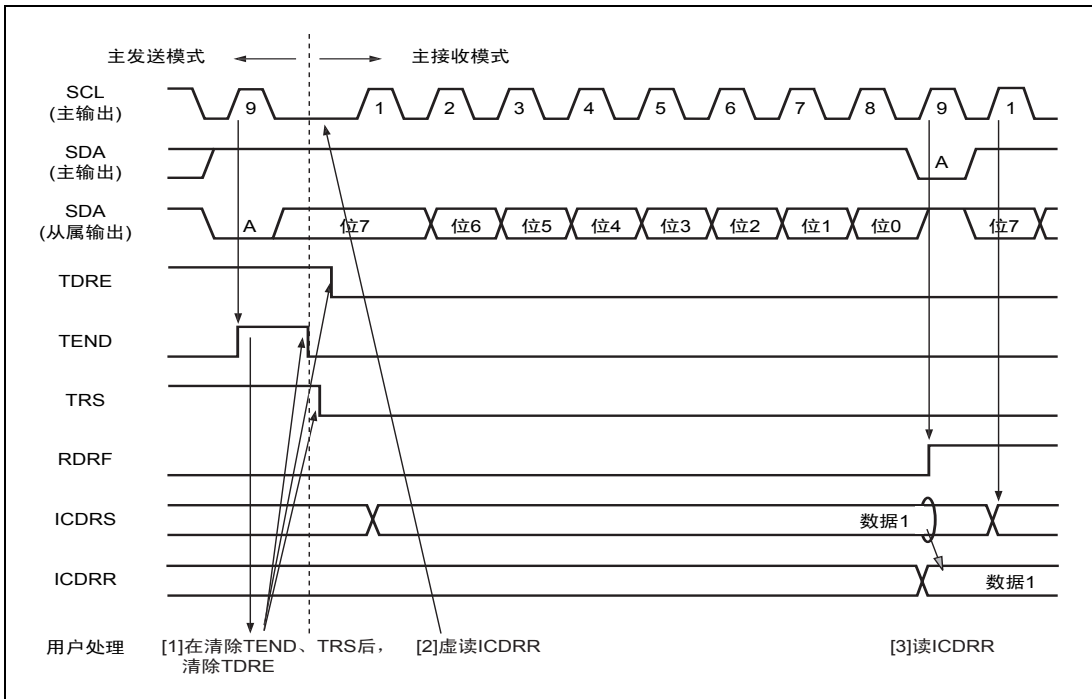 主发送模式 主接收模式
SCL
(主输出)
9 1 2 3 4 5 6 7 8 9 1
SDA
(主输出)
A
SDA
(从属输出)
A 位7 位6 位5 位4 位3 位2 位1 位0 位7
TDRE
TEND
TRS
RDRF
ICDRS
数据1
ICDRR
数据1
用户处理 [1]在清除TEND、TRS后， [2]虚读ICDRR [3]读ICDRR
清除TDRE